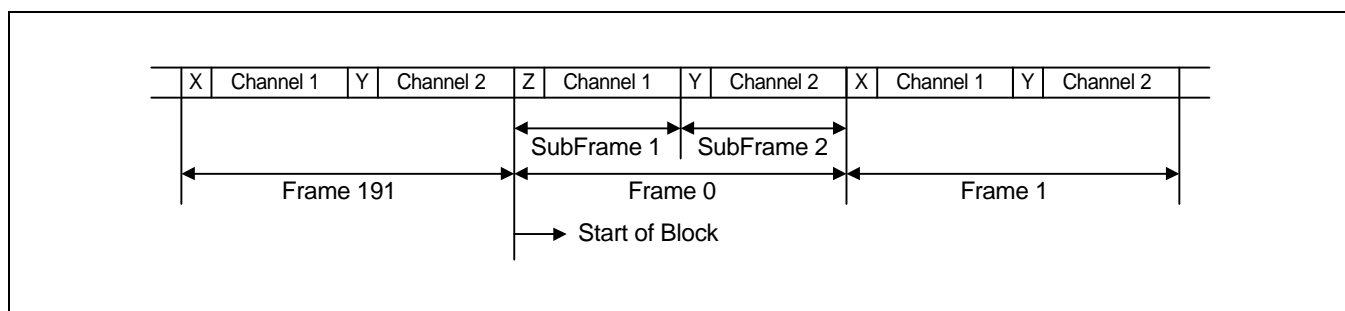 X Channel 1 Y Channel 2 Z Channel 1 Y Channel 2 X Channel 1 Y Channel 2
SubFrame 1 SubFrame 2
Frame 191 Frame 0 Frame 1
Start of Block